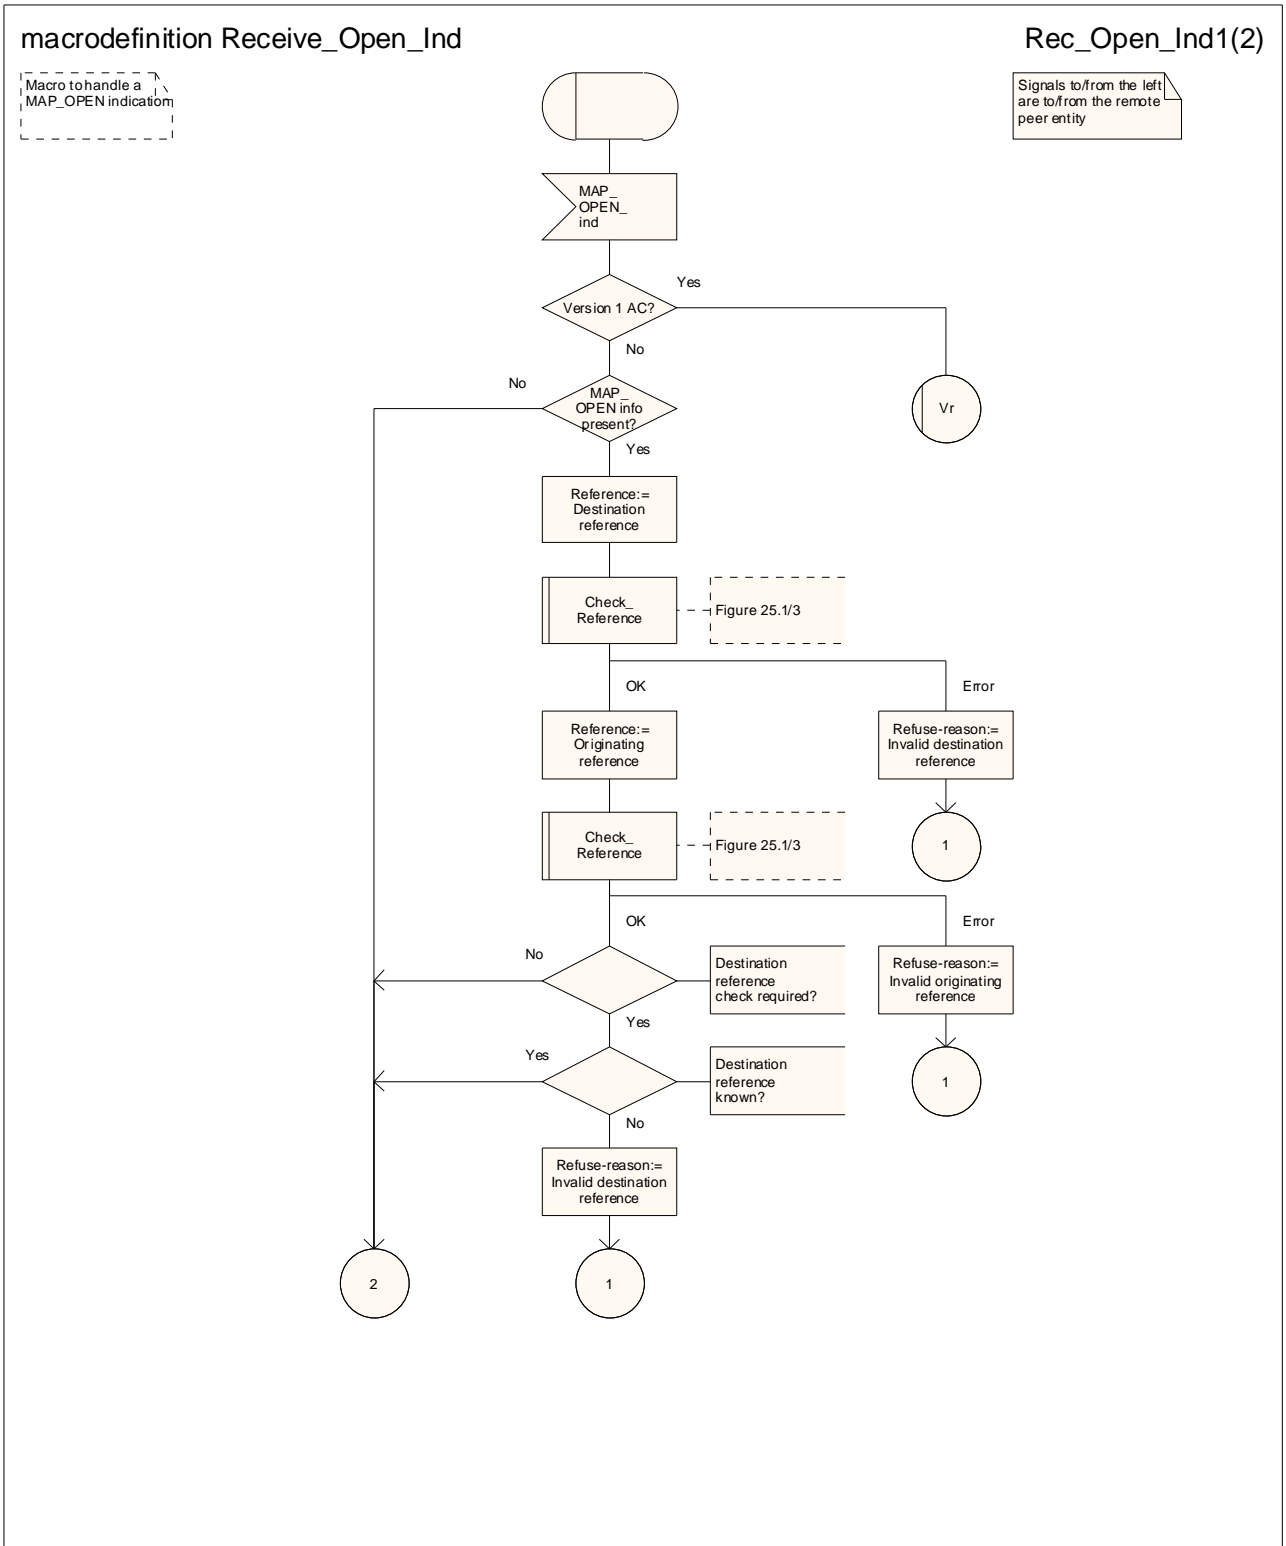 macrodefinition Receive_Open_Ind
Rec_Open_Ind1(2)
Macro to handle a
MAP_OPEN indication
Signals to/from the left
are to/from the remote
peer entity
MAP_
OPEN_
ind
Yes
Version 1 AC?
No
No
MAP_
OPEN info
present?
Vr
Yes
Reference:=
Destination
reference
Check_
Reference
Figure 25.1/3
OK
Error
Reference:=
Originating
reference
Refuse-reason:=
Invalid destination
reference
Check_
Reference
Figure 25.1/3
1
OK
Error
No
Destination
reference
check required?
Refuse-reason:=
Invalid originating
reference
Yes
Yes
Destination
reference
known?
1
No
Refuse-reason:=
Invalid destination
reference
2
1